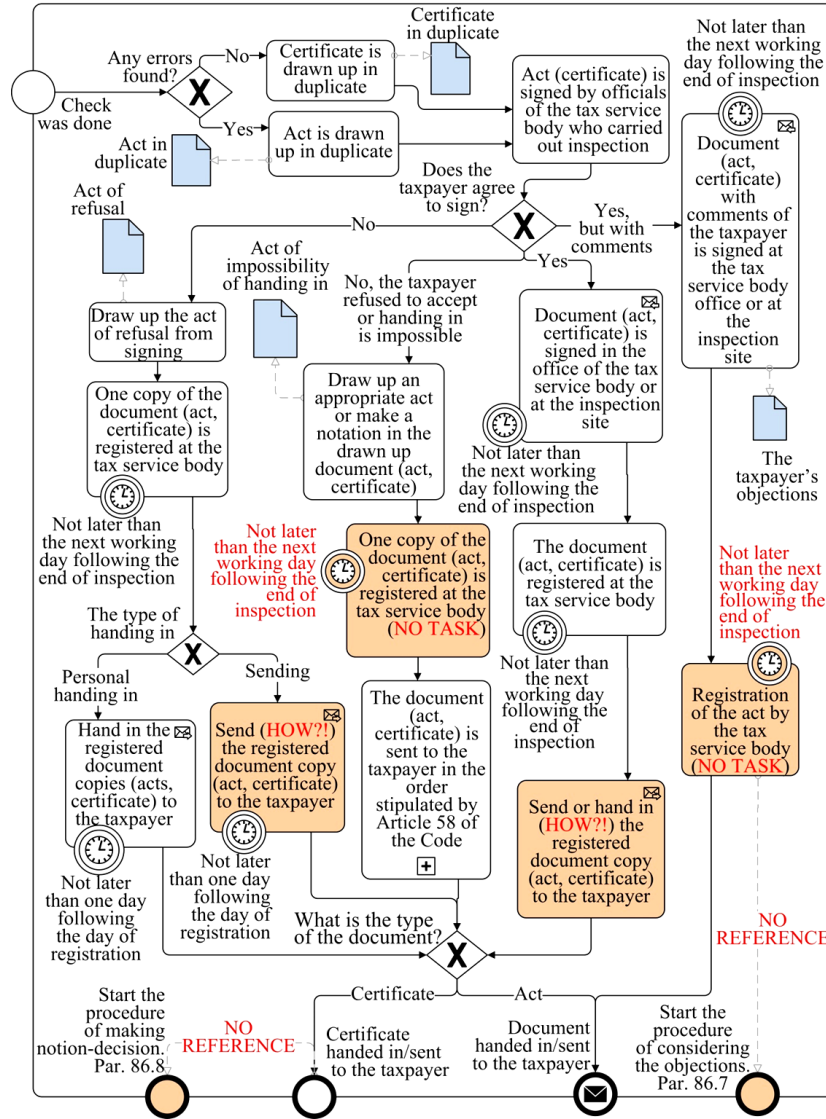 Any errors
found?
No
Certificate is
drawn up in
duplicate
Certificate
in duplicate
Act (certificate) is
signed by officials
of the tax service
body who carried
out inspection
Not later than
the next working
day following the
end of inspection
Check
was done
Yes
Act is drawn
up in duplicate
Act in
duplicate
Does the
taxpayer agree
to sign?
Document
(act,
certificate)
with
comments of
the taxpayer
is signed at
the tax
service body
office or at
the
inspection
site
Act of
refusal
No
Yes,
but with
comments
Yes
Act of
impossibility
of handing in
No, the taxpayer
refused to accept
or handing in
is impossible
Draw up the act
of refusal from
signing
Document (act,
certificate) is
signed in the
office of the tax
service body or
at the inspection
site
Draw up an
appropriate act
or make a
notation in the
drawn up
document (act,
certificate)
One copy of the
document (act,
certificate) is
registered at the
tax service body
Not later than
the next working
day following the
end of inspection
The
taxpayer's
objections
Not later than
the next working
day following the
end of inspection
Not later
than the next
working day
following the
end of
inspection
One copy of the
document (act,
certificate) is
registered at the
tax service body
(NO TASK)
The document
(act, certificate) is
registered at the
tax service body
Not later
than the next
working day
following the
end of
inspection
The type of
handing in
Personal
handing in
Sending
Not later
than the next
working day
following the
end of
inspection
Registration
of the act by
the tax
service body
(NO TASK)
Hand in the
registered
document
copies (acts,
certificate) to
the taxpayer
Send (HOW?!)
the registered
document copy
(act, certificate)
to the taxpayer
The document
(act,
certificate) is
sent to the
taxpayer in the
order
stipulated by
Article 58 of
the Code
Send or hand in
(HOW?!) the
registered
document copy
(act, certificate)
to the taxpayer
Not later
than one day
following
the day of
registration
Not later
than one day
following
the day of
registration
What is the type
of the document?
NO
REFERENCE
Certificate
Act
Start the
procedure
of making
notion-decision.
Par. 86.8
NO
REFERENCE
Certificate
handed in/sent
to the taxpayer
Document
handed in/sent
to the taxpayer
Start the
procedure
of considering
the objections.
Par. 86.7